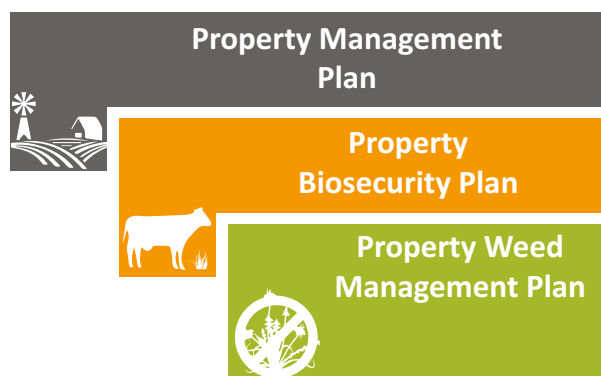 Property Management
Plan
Property
Biosecurity Plan
Property Weed
Management Plan